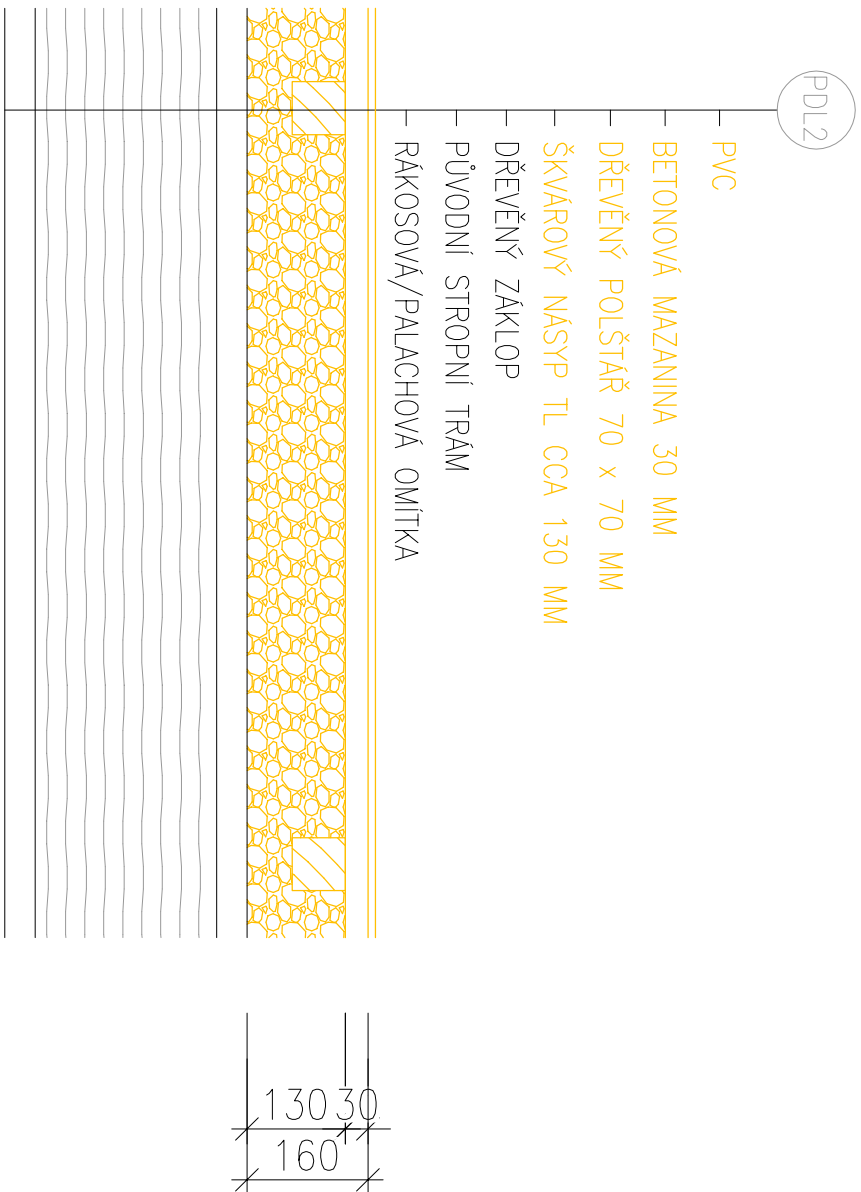 PDL2
PVC
BETONOVÁ MAZANINA 30 MM
DŘEVĚNÝ POLŠTÁŘ 70 x 70 MM
ŠKVÁROVÝ NÁSYP TL CCA 130 MM
DŘEVĚNÝ ZÁKLOP
PŮVODNÍ STROPNÍ TRÁM
RÁKOSOVÁ/PALACHOVÁ OMÍTKA
130 30
160